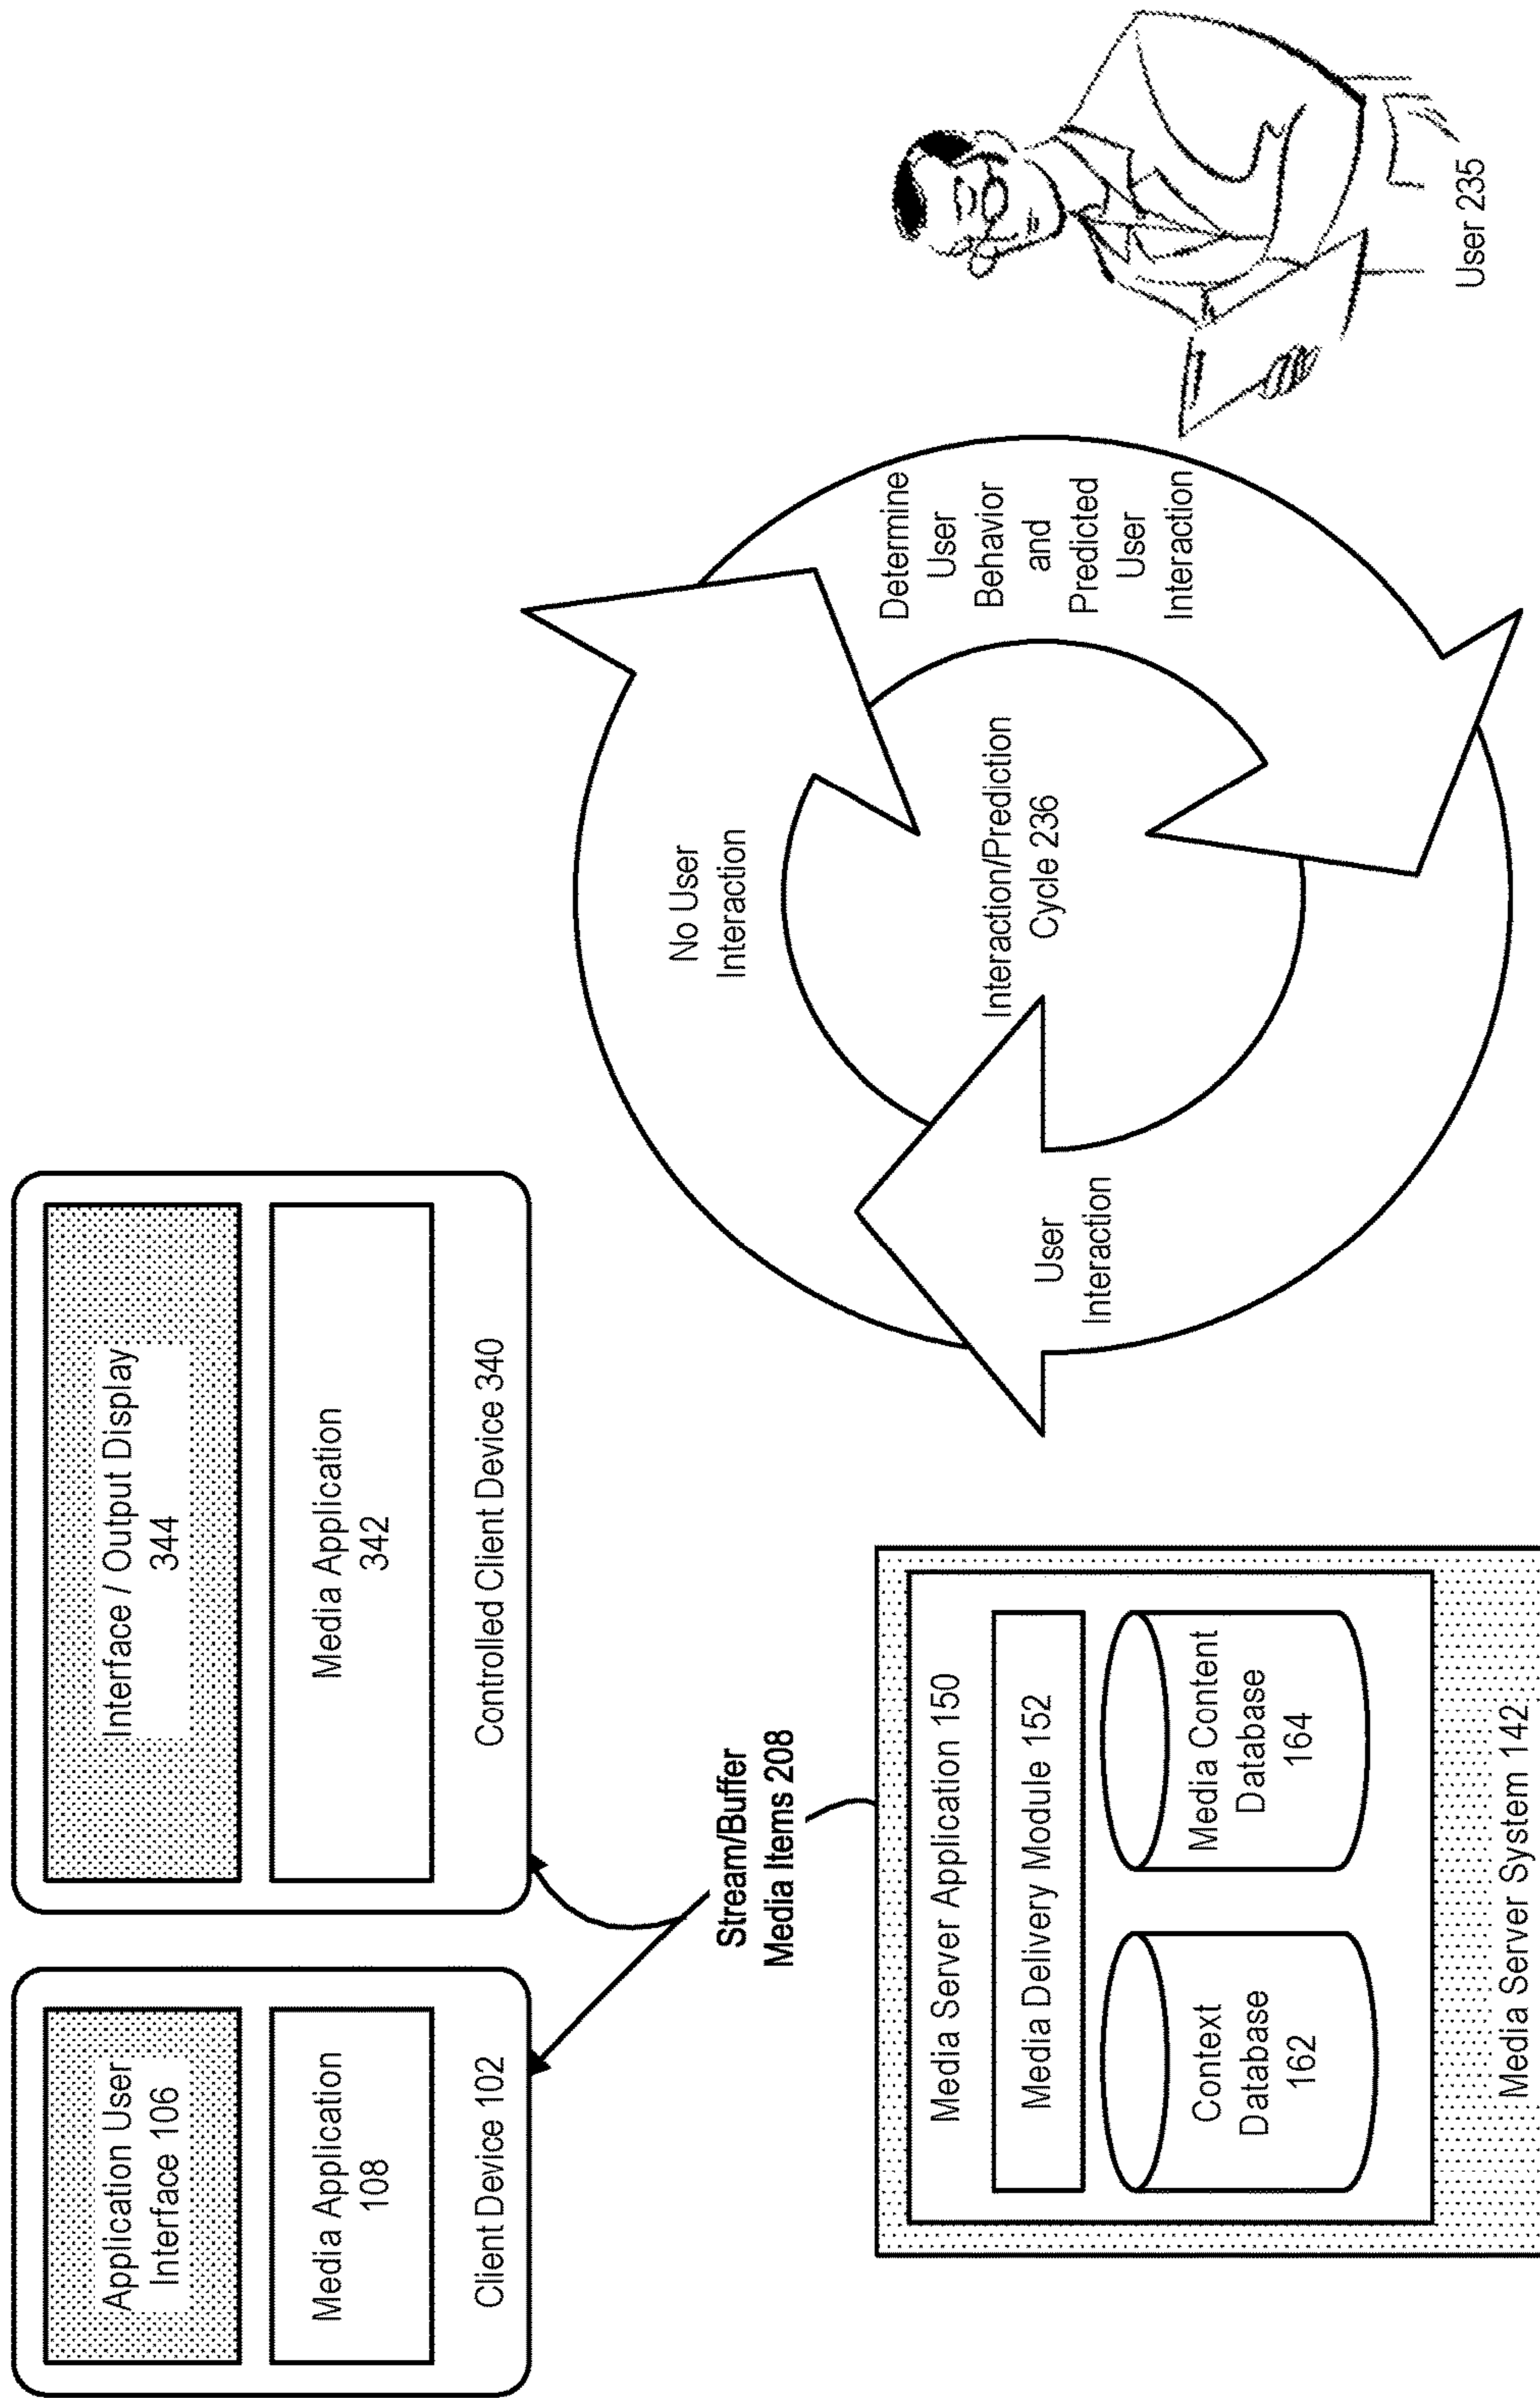 Application User
Interface 106
Media Application
108
Client Device 102
Interface / Output Display
344
Media Application
342
Controlled Client Device 340
Stream/Buffer
Media Items 208
Media Server Application 150
Media Delivery Module 152
Context
Database
162
Media Content
Database
164
Media Server System 142
No User
Interaction
User
Interaction
Interaction/Prediction
Cycle 236
Determine
User
Behavior
and
Predicted
User
Interaction
User 235